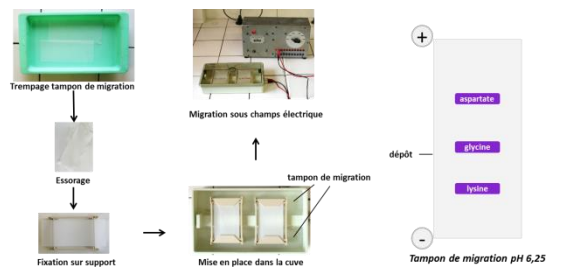 Trempage tampon de migration
Essorage
Fixation sur support
Mise en place dans la cuve
tampon de migration
Migration sous champs électrique
+
aspartate
glycine
dépôt
lysine
-
Tampon de migration pH 6,25